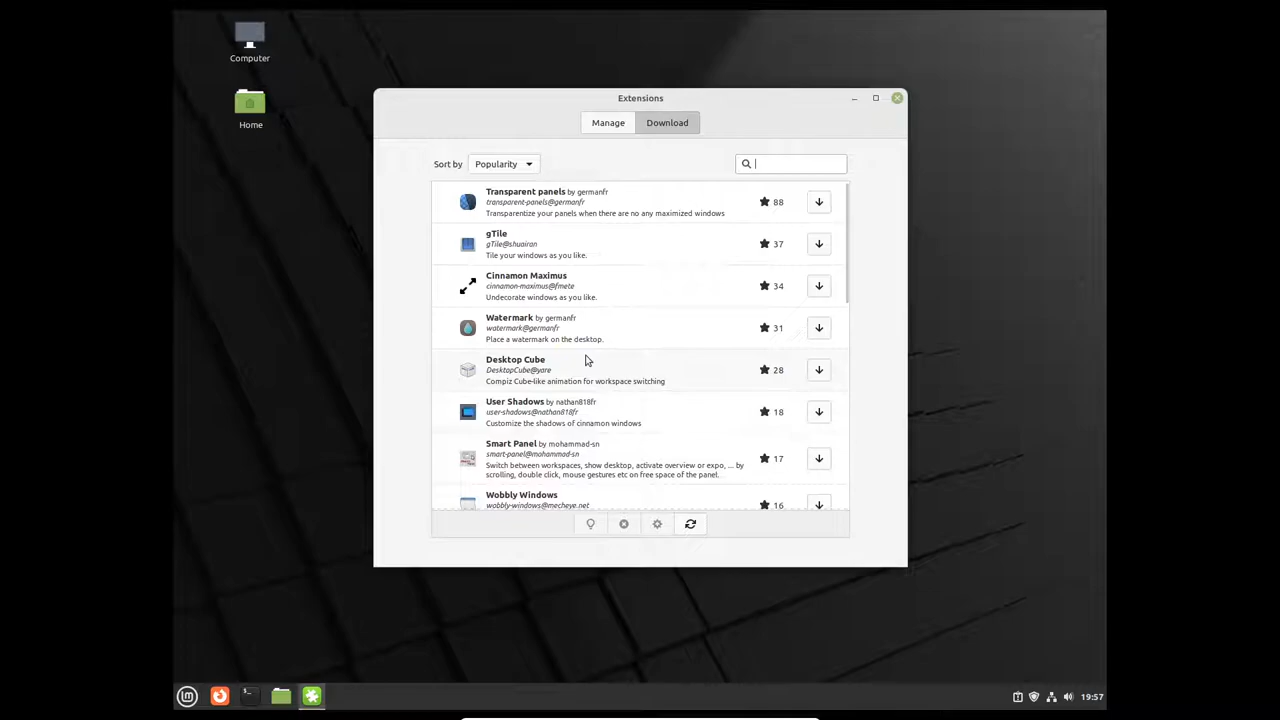 Computer
Home
Extensions
Manage
Download
Sort by
Popularity
Transparent panels by germanfr
transparent-panels@germanfr
Transparentize your panels when there are no any maximized windows
88
gTile
gTile@shuairan
Tile your windows as you like.
37
Cinnamon Maximus
cinnamon-maximus@fmete
Undecorate windows as you like.
34
Watermark by germanfr
watermark@germanfr
Place a watermark on the desktop.
31
Desktop Cube
DesktopCube@yare
Compiz Cube-like animation for workspace switching
28
User Shadows by nathan818fr
user-shadows@nathan818fr
Customize the shadows of cinnamon windows
18
Smart Panel by mohammad-sn
smart-panel@mohammad-sn
Switch between workspaces, show desktop, activate overview or expo, ... by
scrolling, double click, mouse gestures etc on free space of the panel.
17
Wobbly Windows
wobbly-windows@mecheye.net
16
19:57